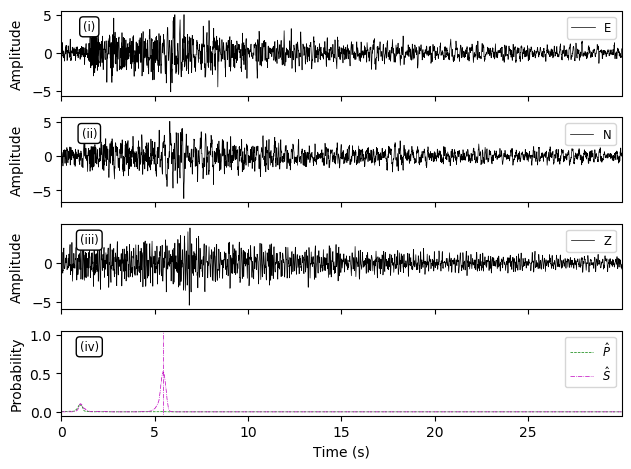 5
0
−5
Amplitude
(i)
E
5
0
−5
Amplitude
(ii)
N
0
−5
Amplitude
(iii)
Z
1.0
0.5
0.0
Probability
(iv)
P̂
Ŝ
0 5 10 15 20 25
Time (s)